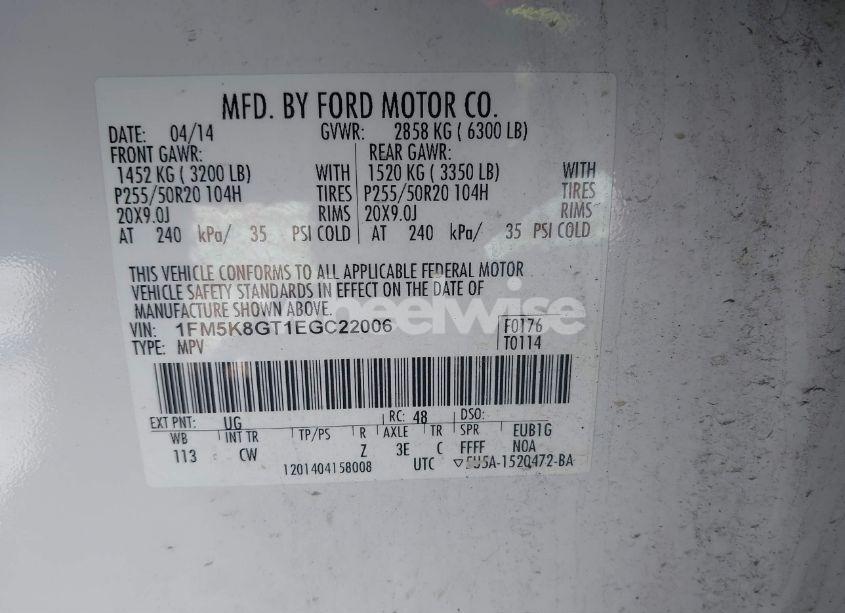 MFD. BY FORD MOTOR CO.
DATE: 04/14 GVWR: 2858 KG ( 6300 LB)
FRONT GAWR: REAR GAWR:
1452 KG ( 3200 LB) WITH 1520 KG ( 3350 LB) WITH
P255/50R20 104H TIRES P255/50R20 104H TIRES
20X9.0J RIMS 20X9.0J RIMS
AT 240 kPa/ 35 PSI COLD AT 240 kPa/ 35 PSI COLD
THIS VEHICLE CONFORMS TO ALL APPLICABLE FEDERAL MOTOR
VEHICLE SAFETY STANDARDS IN EFFECT ON THE DATE OF
MANUFACTURE SHOWN ABOVE.
wheelwise
VIN: 1FM5K8GT1EGC22006 F0176
TYPE: MPV T0114
EXT PNT: UG RC: 48 DSO:
WB INT TR TP/PS R AXLE TR SPR EUB1G
113 CW Z 3E C FFFF NOA
1201404158008 UTC ▽ 5U5A-1520472-BA